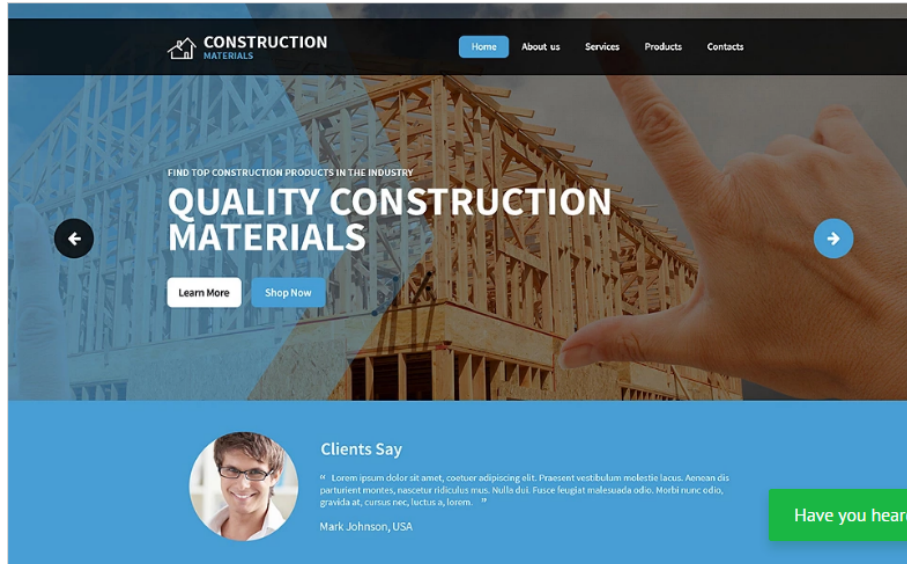 CONSTRUCTION
MATERIALS
Home About us Services Products Contacts
FIND TOP CONSTRUCTION PRODUCTS IN THE INDUSTRY
QUALITY CONSTRUCTION
MATERIALS
Learn More Shop Now
Clients Say
“ Lorem ipsum dolor sit amet, coetuer adipiscing elit. Praesent vestibulum molestie lacus. Aenean dis
parturient montes, nascetur ridiculus mus. Nulla dui. Fusce feugiat malesuada odio. Morbi nunc odio,
gravida at, cursus nec, luctus a, lorem. ”
Mark Johnson, USA
Have you hear